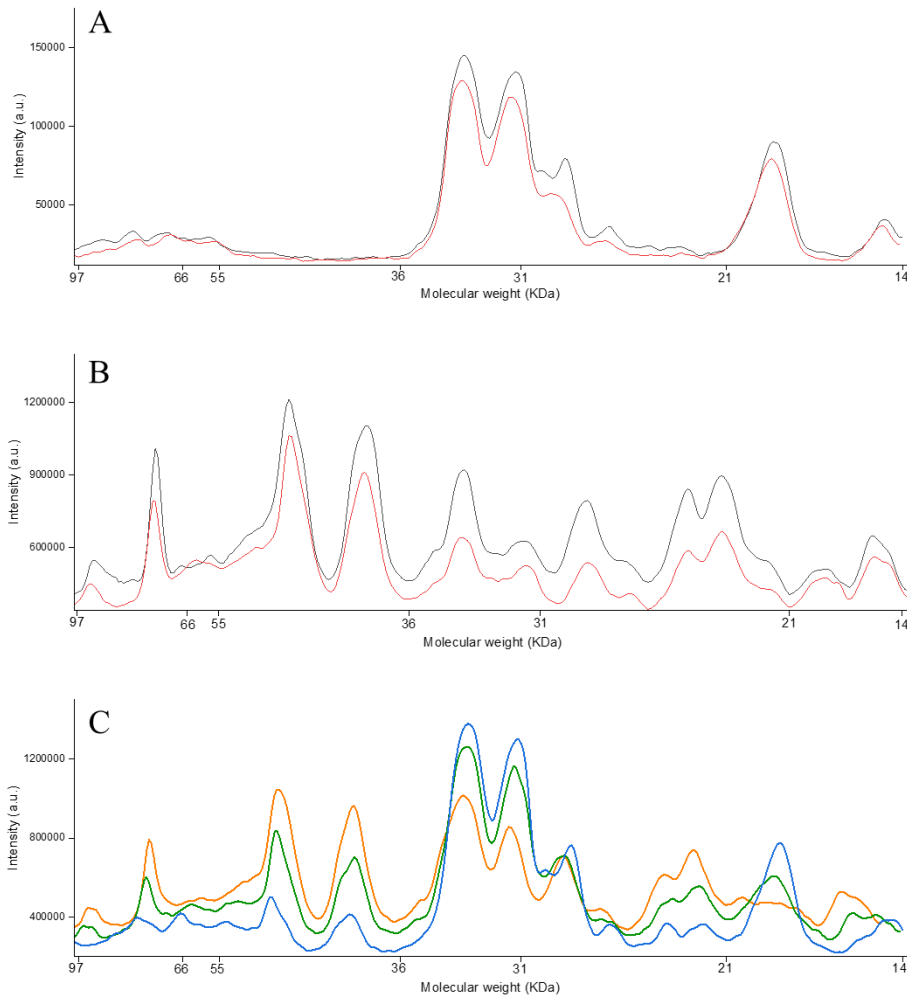 A
150000
100000
50000
Intensity (a.u.)
97 66 55 36 31 21 14
Molecular weight (KDa)
B
1200000
900000
600000
Intensity (a.u.)
97 66 55 36 31 21 14
Molecular weight (KDa)
C
1200000
800000
400000
Intensity (a.u.)
97 66 55 36 31 21 14
Molecular weight (KDa)